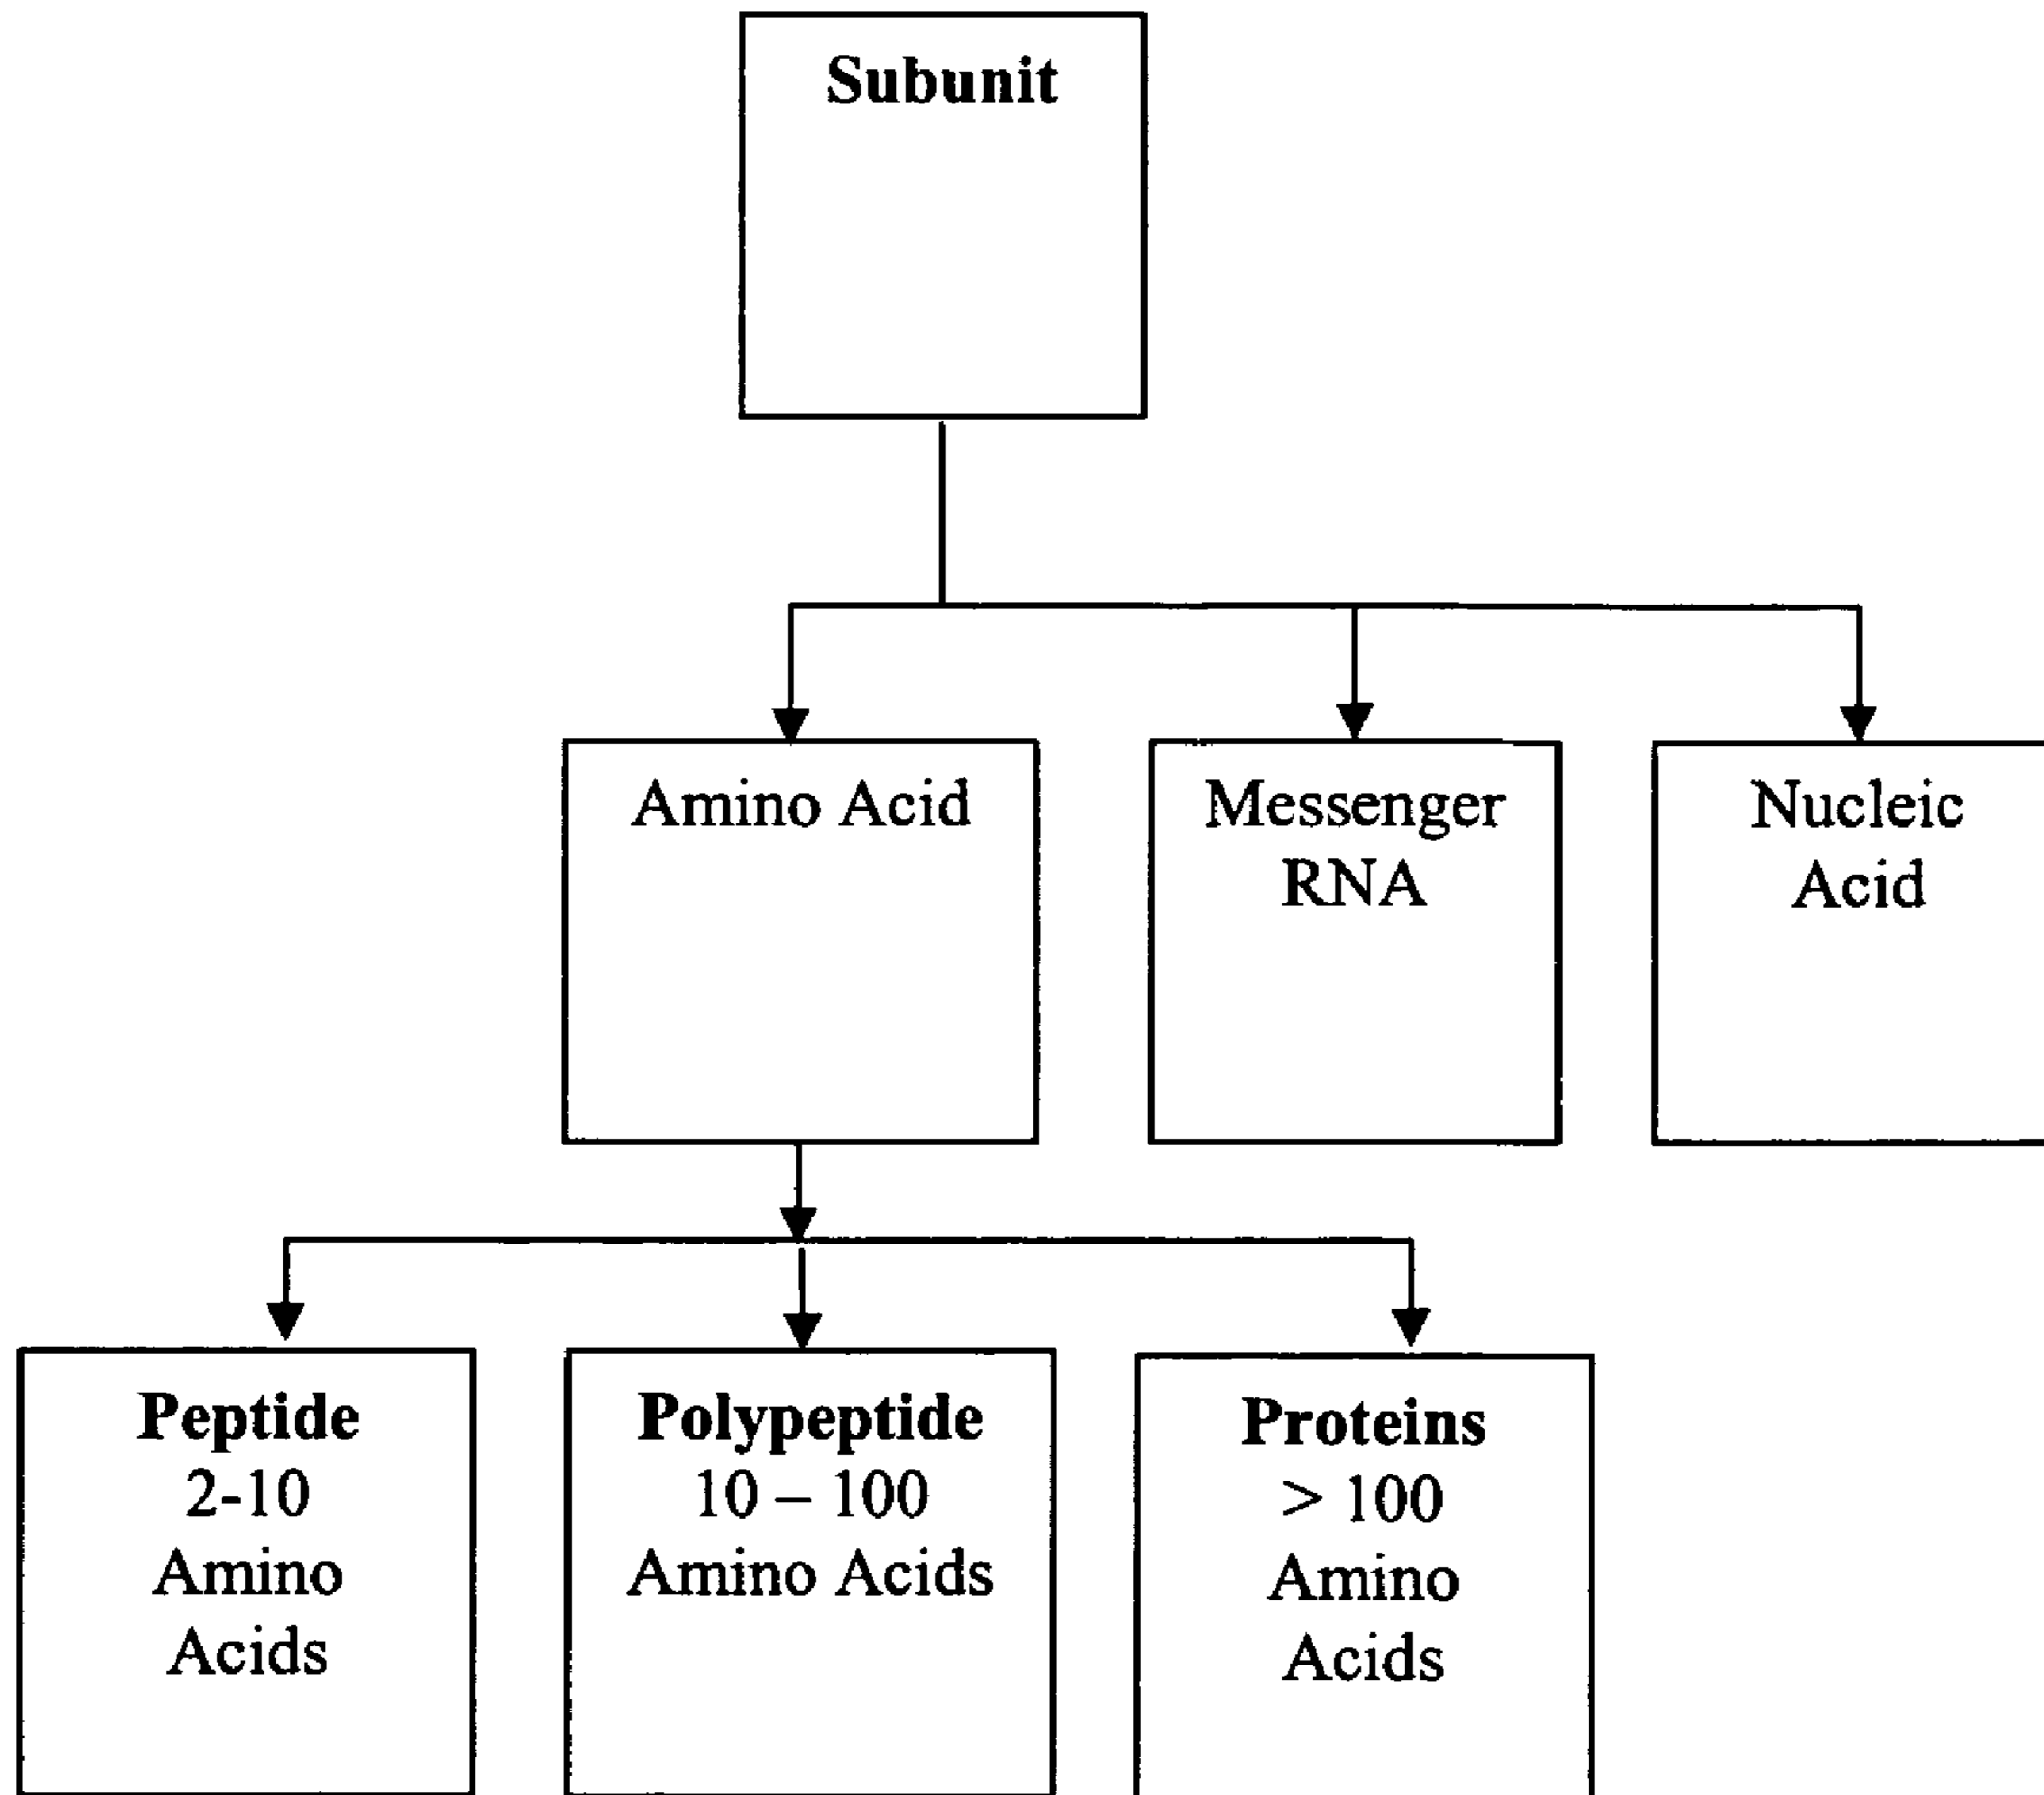 Subunit
Amino Acid
Messenger
RNA
Nucleic
Acid
Peptide
2-10
Amino
Acids
Polypeptide
10 – 100
Amino Acids
Proteins
> 100
Amino
Acids